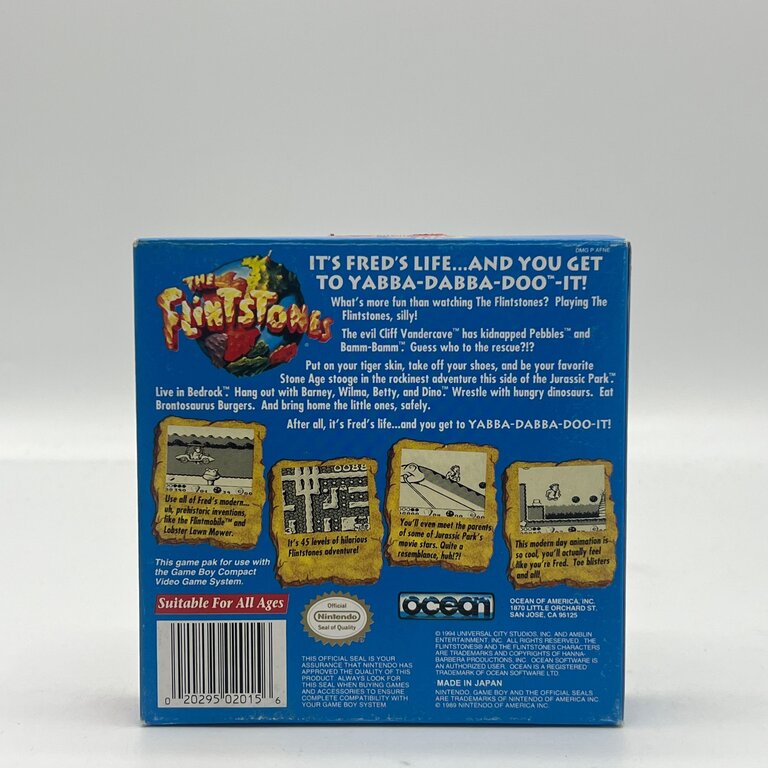 DMG P AFNE
THE
FLINTSTONES
IT'S FRED'S LIFE...AND YOU GET
TO YABBA-DABBA-DOO™-IT!
What's more fun than watching The Flintstones? Playing The
Flintstones, silly!
The evil Cliff Vandercave™ has kidnapped Pebbles™ and
Bamm-Bamm™. Guess who to the rescue?!?
Put on your tiger skin, take off your shoes, and be your favorite
Stone Age stooge in the rockinest adventure this side of the Jurassic Park™.
Live in Bedrock™. Hang out with Barney, Wilma, Betty, and Dino™. Wrestle with hungry dinosaurs. Eat
Brontosaurus Burgers. And bring home the little ones, safely.
After all, it's Fred's life...and you get to YABBA-DABBA-DOO-IT!
Use all of Fred's modern...
uh, prehistoric inventions,
like the Flintmobile™ and
Lobster Lawn Mower.
0088
It's 45 levels of hilarious
Flintstones adventure!
You'll even meet the parents
of some of Jurassic Park's
movie stars. Quite a
resemblance, huh!?!
This modern day animation is
so cool, you'll actually feel
like you're Fred. Toe blisters
and all!
This game pak for use with
the Game Boy Compact
Video Game System.
Suitable For All Ages
0 20295 02015 6
Official
Nintendo
Seal of Quality
THIS OFFICIAL SEAL IS YOUR
ASSURANCE THAT NINTENDO HAS
APPROVED THE QUALITY OF THIS
PRODUCT. ALWAYS LOOK FOR
THIS SEAL WHEN BUYING GAMES
AND ACCESSORIES TO ENSURE
COMPLETE COMPATIBILITY WITH
YOUR GAME BOY SYSTEM
ocean
OCEAN OF AMERICA, INC.
1870 LITTLE ORCHARD ST.
SAN JOSE, CA 95125
© 1994 UNIVERSAL CITY STUDIOS, INC. AND AMBLIN
ENTERTAINMENT, INC. ALL RIGHTS RESERVED. THE
FLINTSTONES® AND THE FLINTSTONES CHARACTERS
ARE TRADEMARKS AND COPYRIGHTS OF HANNA-
BARBERA PRODUCTIONS, INC. OCEAN SOFTWARE IS
AN AUTHORIZED USER. OCEAN IS A REGISTERED
TRADEMARK OF OCEAN SOFTWARE LTD.
MADE IN JAPAN
NINTENDO, GAME BOY AND THE OFFICIAL SEALS
ARE TRADEMARKS OF NINTENDO OF AMERICA INC.
© 1989 NINTENDO OF AMERICA INC.